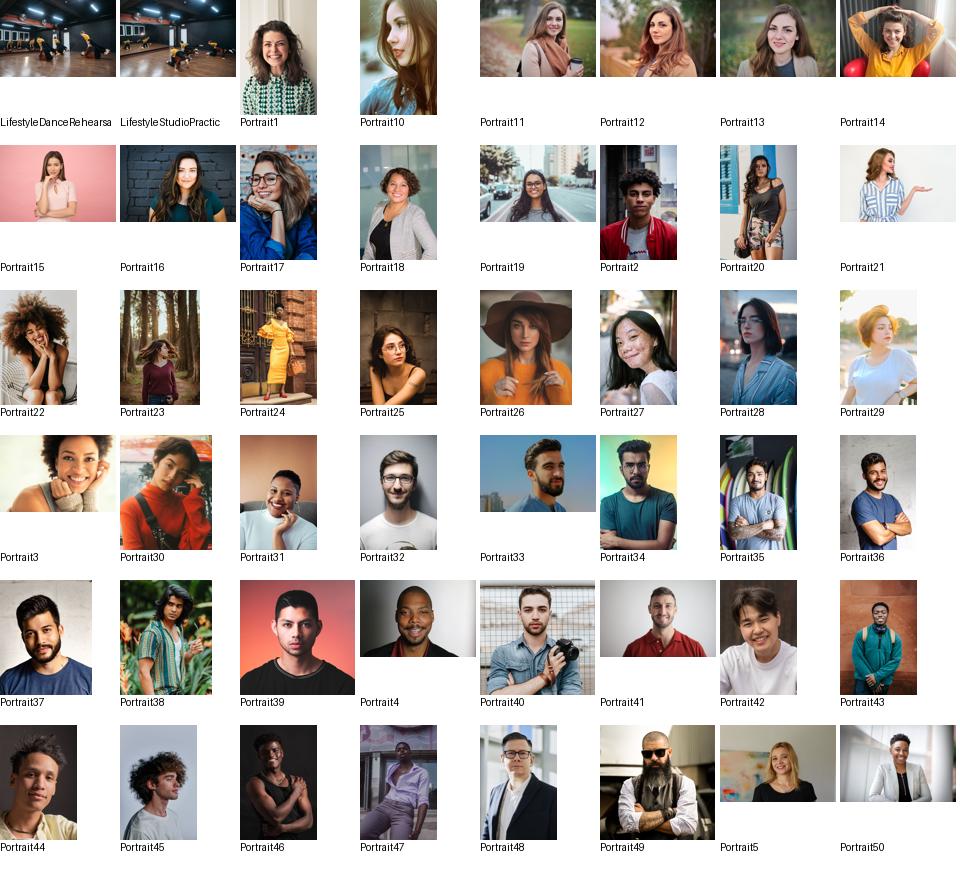 LifestyleDanceRehearsa
LifestyleStudioPractic
Portrait1
Portrait10
Portrait11
Portrait12
Portrait13
Portrait14
Portrait15
Portrait16
Portrait17
Portrait18
Portrait19
Portrait2
Portrait20
Portrait21
Portrait22
Portrait23
Portrait24
Portrait25
Portrait26
Portrait27
Portrait28
Portrait29
Portrait3
Portrait30
Portrait31
Portrait32
Portrait33
Portrait34
Portrait35
Portrait36
Portrait37
Portrait38
Portrait39
Portrait4
Portrait40
Portrait41
Portrait42
Portrait43
Portrait44
Portrait45
Portrait46
Portrait47
Portrait48
Portrait49
Portrait5
Portrait50